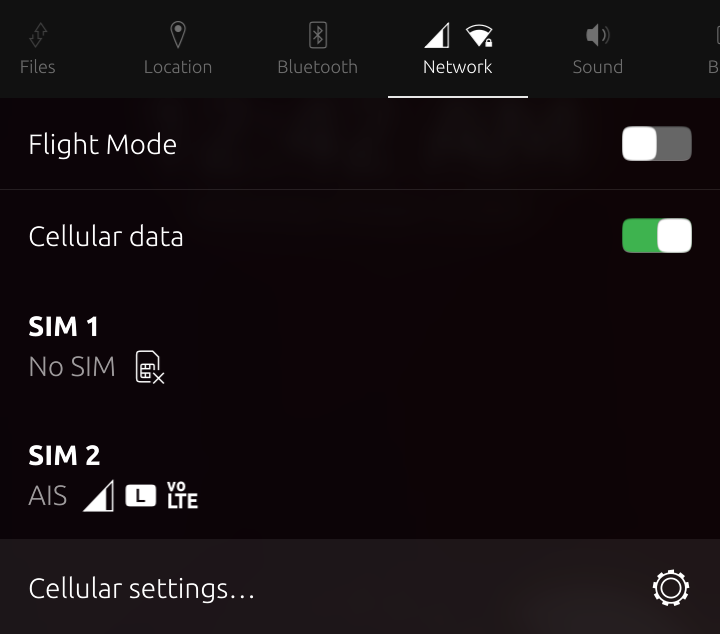 Files
Location
Bluetooth
Network
Sound
B
Flight Mode
Cellular data
SIM 1
No SIM
SIM 2
AIS L VO LTE
Cellular settings...